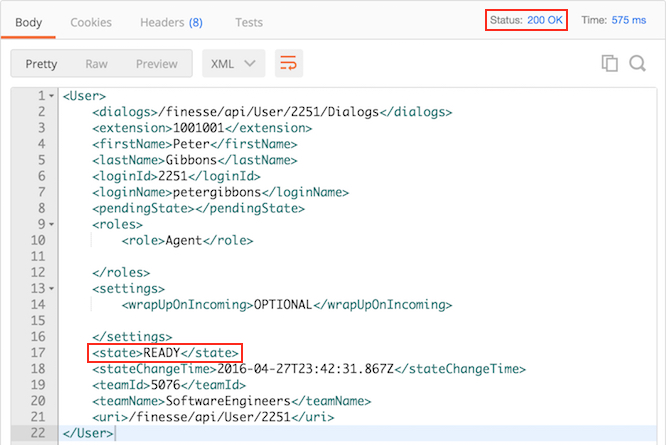 Body Cookies Headers (8) Tests Status: 200 OK Time: 575 ms
Pretty Raw Preview XML
1 <User>
2 <dialogs>/finesse/api/User/2251/Dialogs</dialogs>
3 <extension>1001001</extension>
4 <firstName>Peter</firstName>
5 <lastName>Gibbons</lastName>
6 <loginId>2251</loginId>
7 <loginName>petergibbons</loginName>
8 <pendingState></pendingState>
9 <roles>
10 <role>Agent</role>
11
12 </roles>
13 <settings>
14 <wrapUpOnIncoming>OPTIONAL</wrapUpOnIncoming>
15
16 </settings>
17 <state>READY</state>
18 <stateChangeTime>2016-04-27T23:42:31.867Z</stateChangeTime>
19 <teamId>5076</teamId>
20 <teamName>SoftwareEngineers</teamName>
21 <uri>/finesse/api/User/2251</uri>
22 </User>